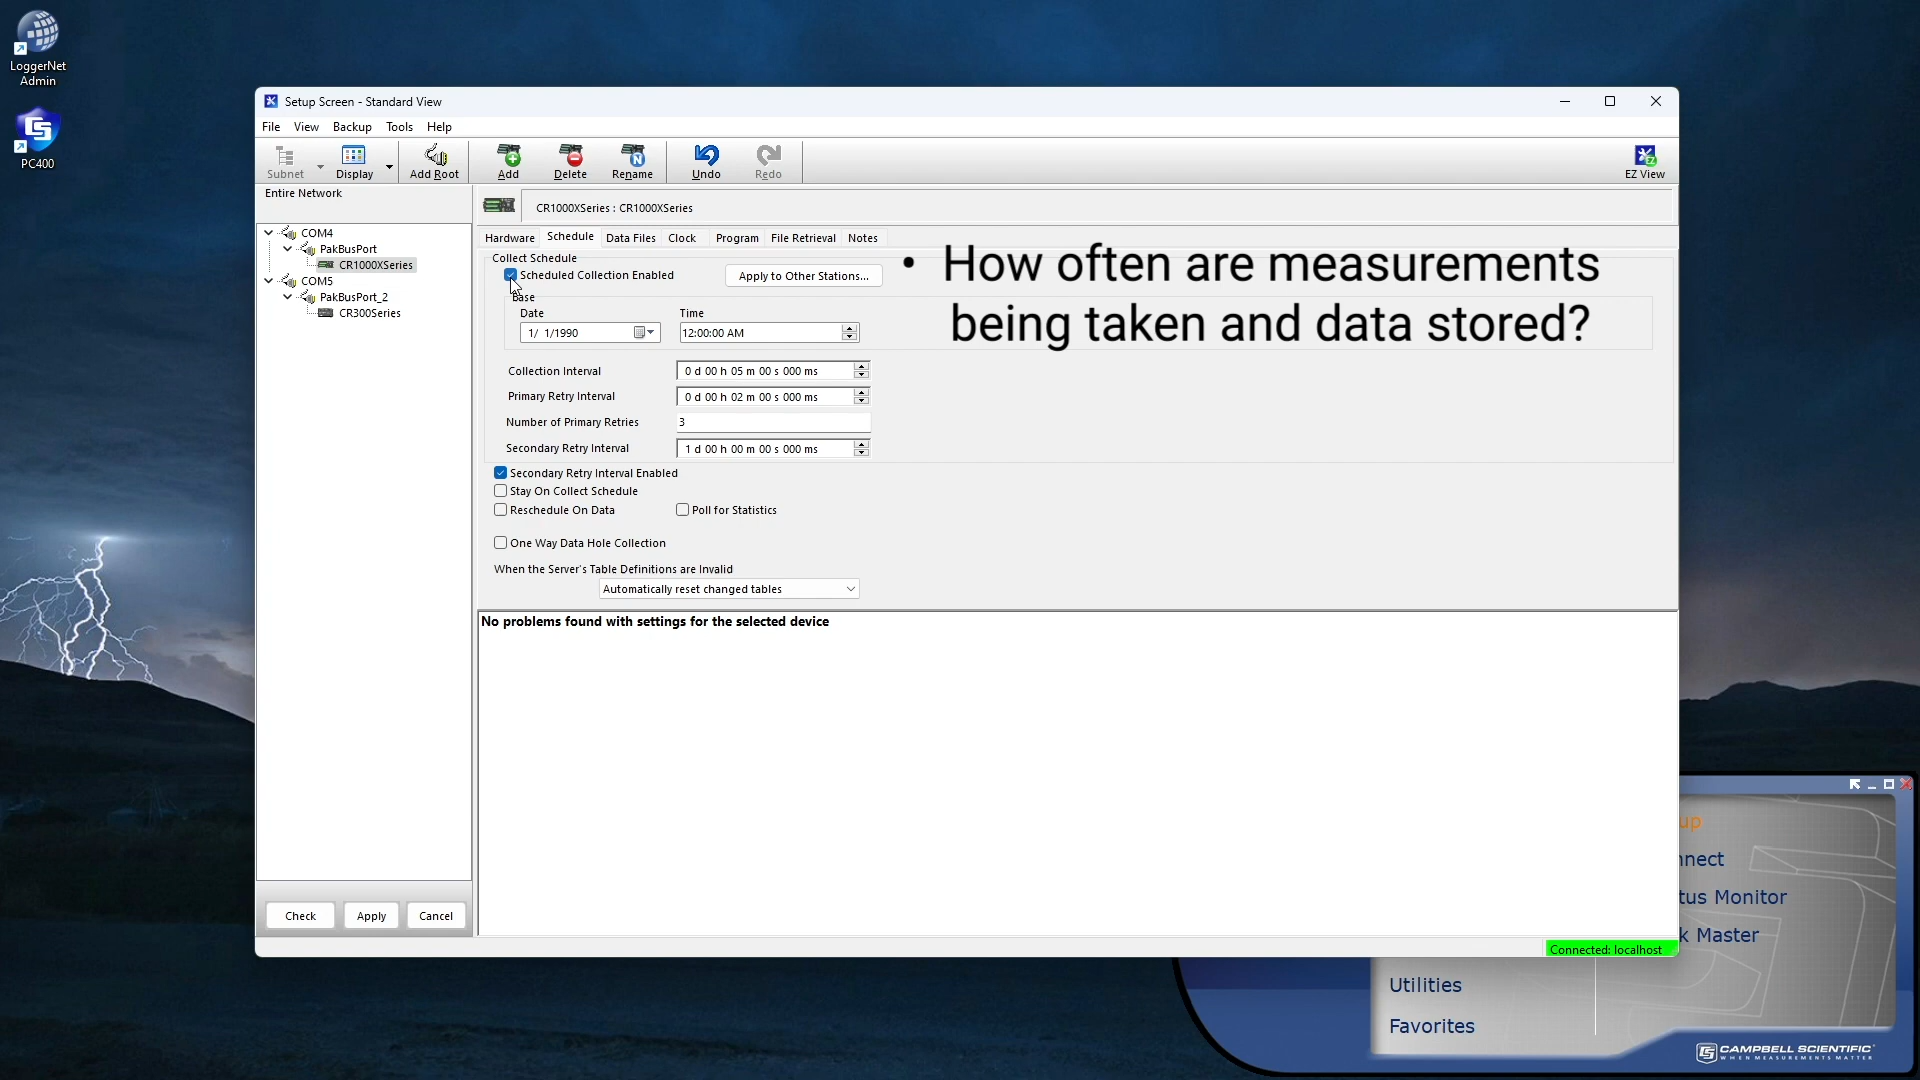 LoggerNet
Admin
PC400
Setup Screen - Standard View
File View Backup Tools Help
Subnet Display Add Root Add Delete Rename Undo Redo EZ View
Entire Network
COM4
PakBusPort
CR1000XSeries
COM5
PakBusPort_2
CR300Series
CR1000XSeries : CR1000XSeries
Hardware Schedule Data Files Clock Program File Retrieval Notes
Collect Schedule
Scheduled Collection Enabled Apply to Other Stations...
Base
Date Time
1/ 1/1990 12:00:00 AM
Collection Interval 0 d 00 h 05 m 00 s 000 ms
Primary Retry Interval 0 d 00 h 02 m 00 s 000 ms
Number of Primary Retries 3
Secondary Retry Interval 1 d 00 h 00 m 00 s 000 ms
Secondary Retry Interval Enabled
Stay On Collect Schedule
Reschedule On Data Poll for Statistics
One Way Data Hole Collection
When the Server's Table Definitions are Invalid
Automatically reset changed tables
• How often are measurements
being taken and data stored?
No problems found with settings for the selected device
Check Apply Cancel
Connected: localhost
up
nnect
tus Monitor
k Master
Utilities
Favorites
CAMPBELL SCIENTIFIC
WHEN MEASUREMENTS MATTER